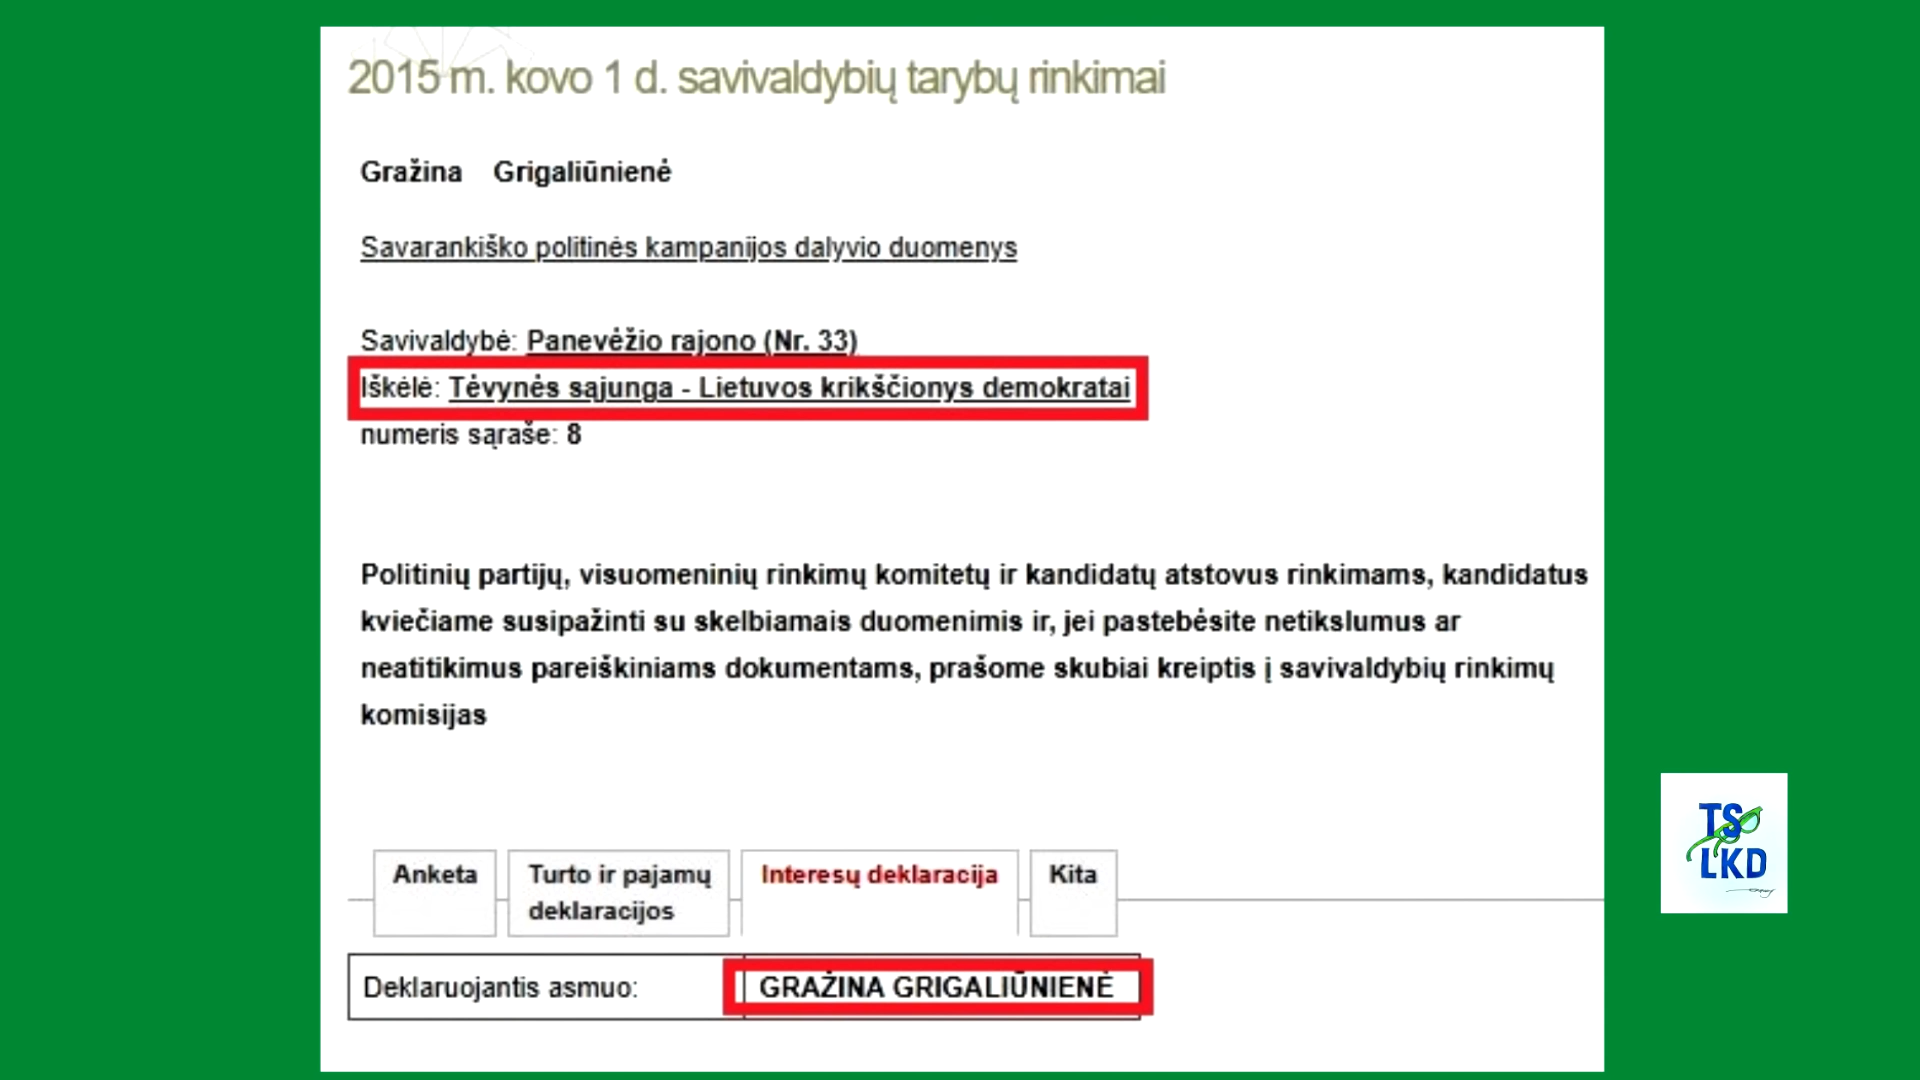 2015 m. kovo 1 d. savivaldybių tarybų rinkimai
Gražina Grigaliūnienė
Savarankiško politinės kampanijos dalyvio duomenys
Savivaldybė: Panevėžio rajono (Nr. 33)
Iškėlė: Tėvynės sąjunga - Lietuvos krikščionys demokratai
numeris sąraše: 8
Politinių partijų, visuomeninių rinkimų komitetų ir kandidatų atstovus rinkimams, kandidatus
kviečiame susipažinti su skelbiamais duomenimis ir, jei pastebėsite netikslumus ar
neatitikimus pareiškiniams dokumentams, prašome skubiai kreiptis į savivaldybių rinkimų
komisijas
TS
LKD
Anketa
Turto ir pajamų
deklaracijos
Interesų deklaracija
Kita
Deklaruojantis asmuo: GRAŽINA GRIGALIŪNIENĖ